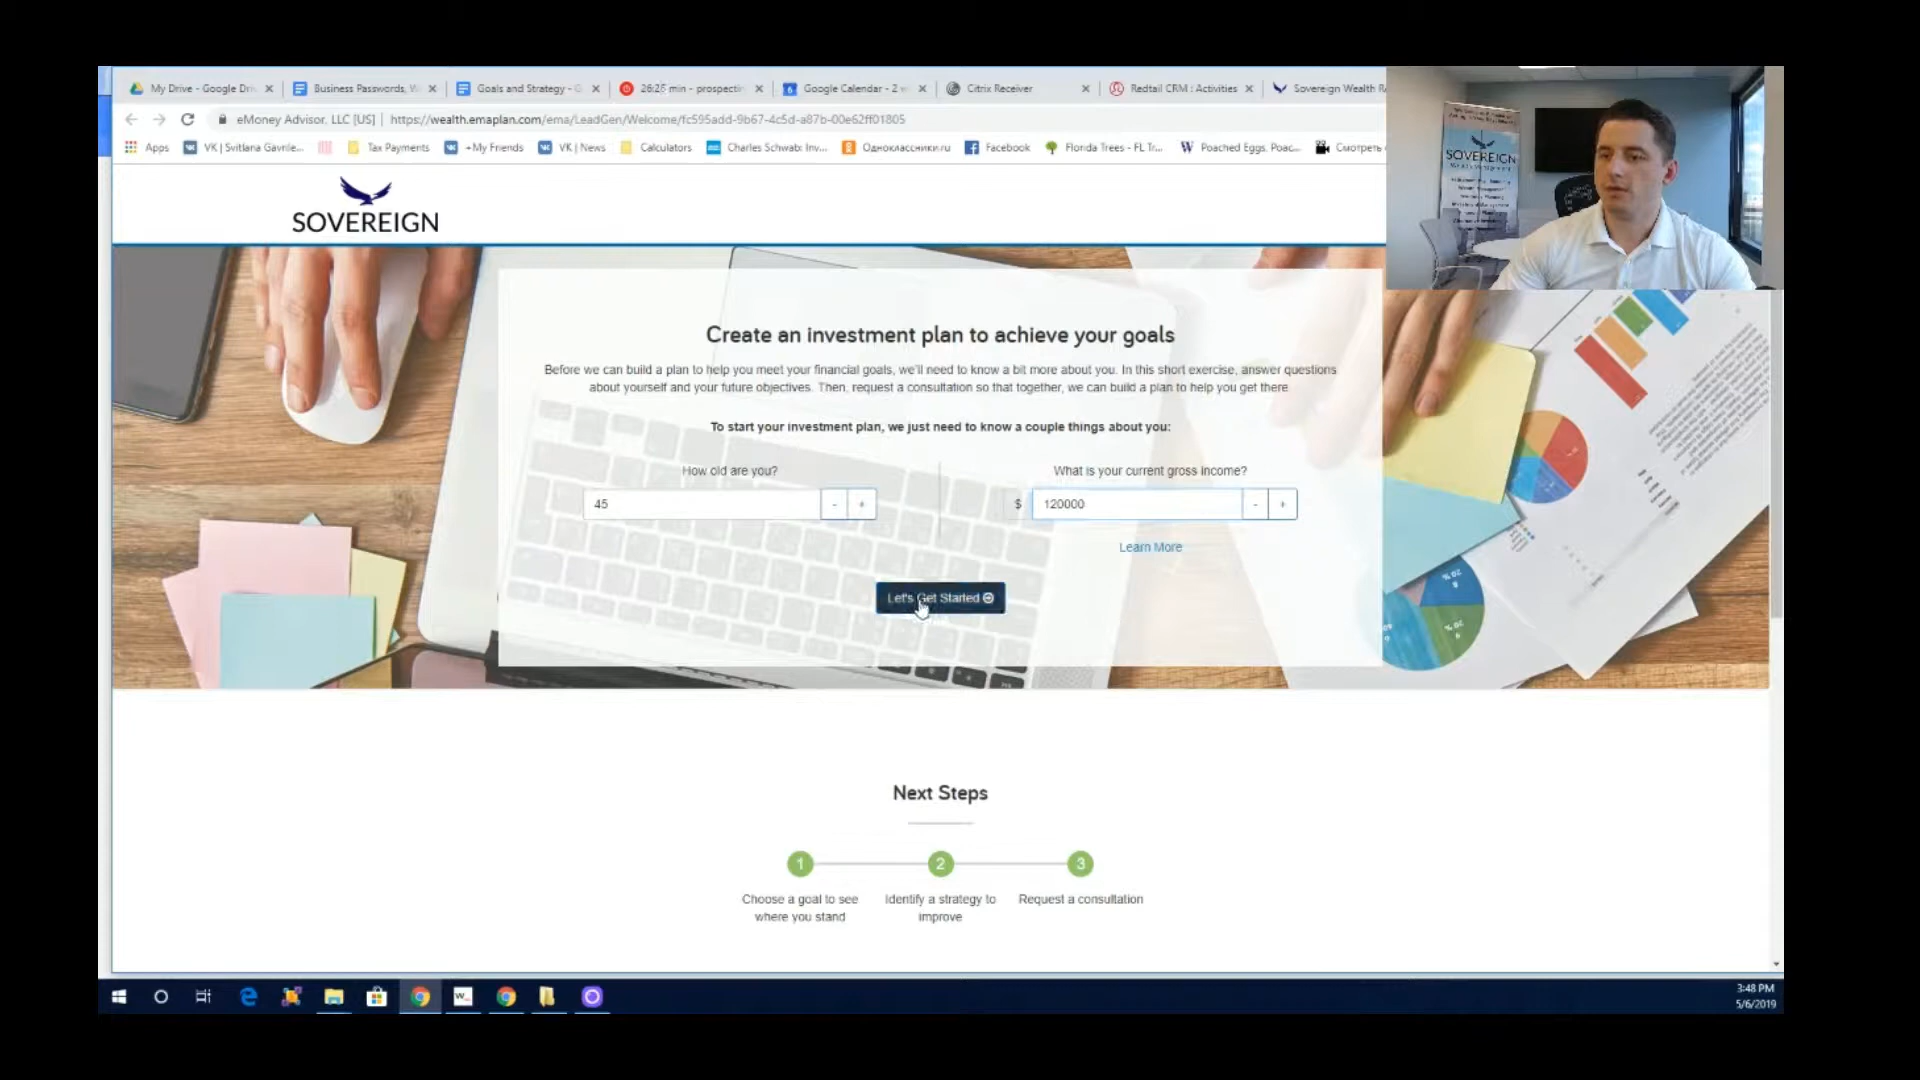 My Drive - Google Dri
Business Passwords, W
Goals and Strategy - G
26:25 min - prospectin
Google Calendar - 2 w
Citrix Receiver
Redtail CRM : Activities
Sovereign Wealth R
eMoney Advisor, LLC [US] | https://wealth.emaplan.com/ema/LeadGen/Welcome/fc595add-9b67-4c5d-a87b-00e62ff01805
Apps
VK | Svitlana Gavrile...
Tax Payments
+My Friends
VK | News
Calculators
Charles Schwab: Inv...
Одноклассники.ru
Facebook
Florida Trees - FL Tr...
Poached Eggs, Poac...
Смотреть
SOVEREIGN
SOVEREIGN
Create an investment plan to achieve your goals
Before we can build a plan to help you meet your financial goals, we'll need to know a bit more about you. In this short exercise, answer questions
about yourself and your future objectives. Then, request a consultation so that together, we can build a plan to help you get there
To start your investment plan, we just need to know a couple things about you:
How old are you?
What is your current gross income?
45
- +
$ 120000
- +
Learn More
Let's Get Started
Next Steps
1 2 3
Choose a goal to see
where you stand
Identify a strategy to
improve
Request a consultation
3:48 PM
5/6/2019